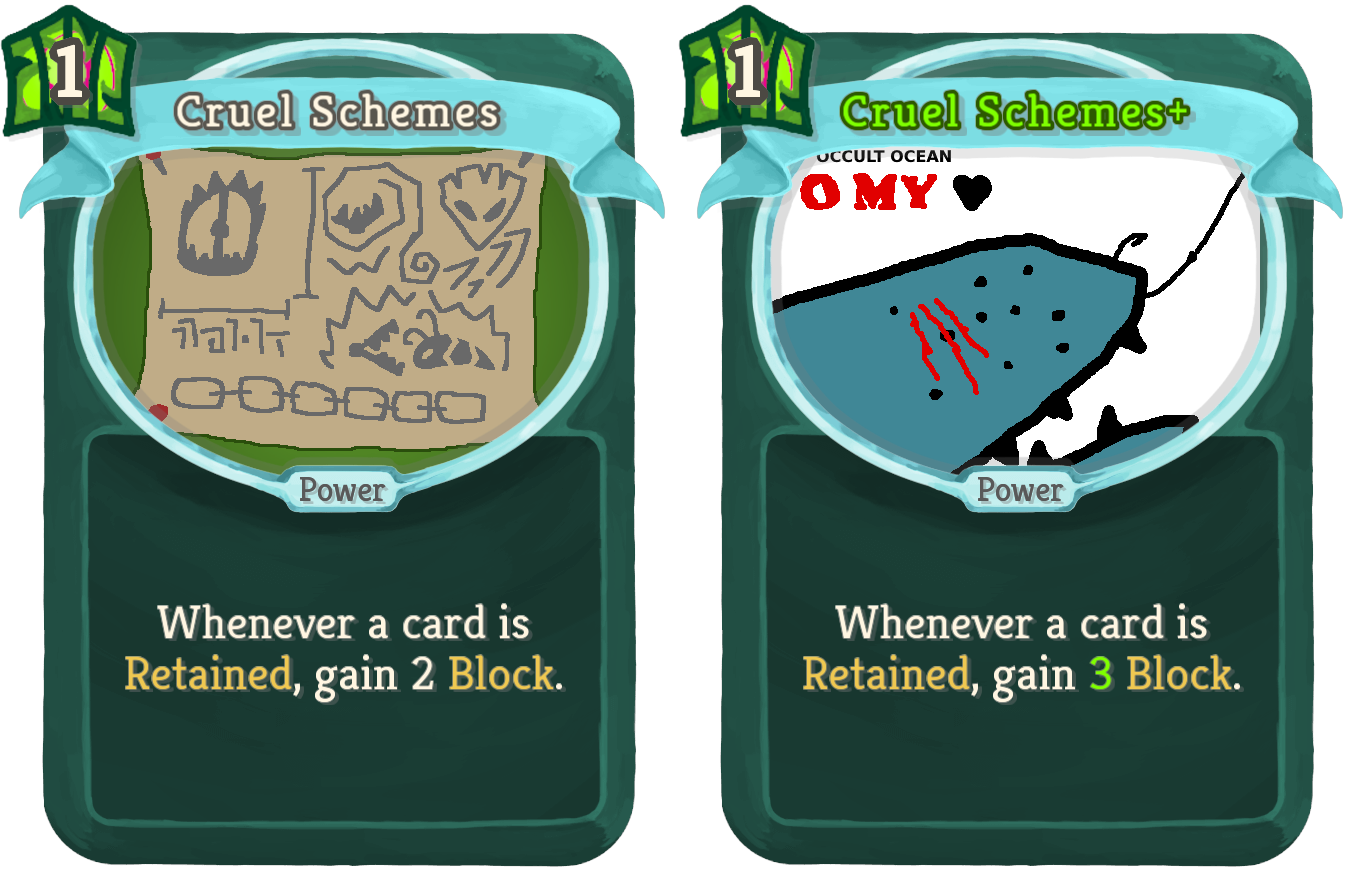 1
Cruel Schemes
Power
Whenever a card is
Retained, gain 2 Block.
1
Cruel Schemes+
OCCULT OCEAN
O MY
Power
Whenever a card is
Retained, gain 3 Block.